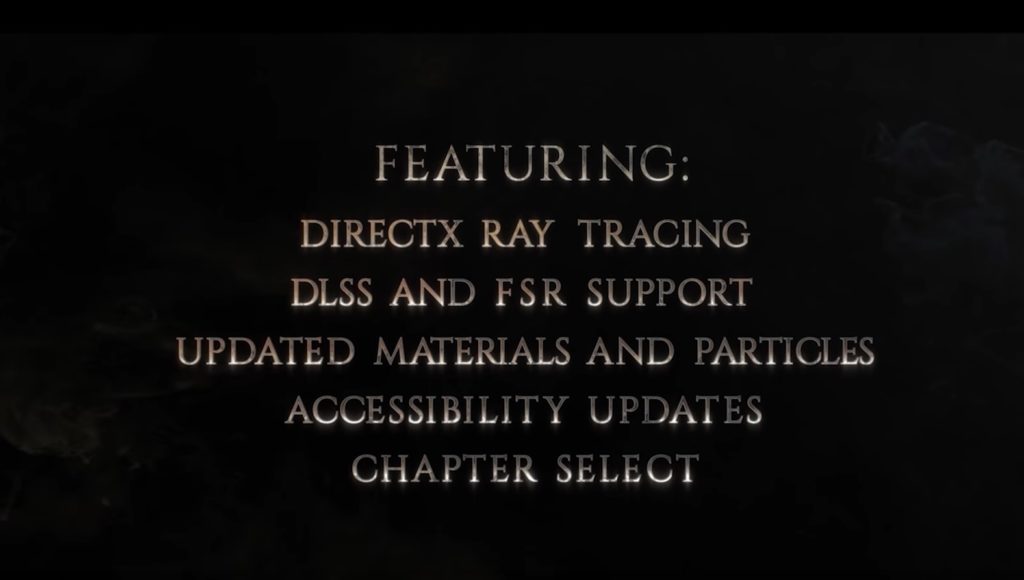 FEATURING:
DIRECTX RAY TRACING
DLSS AND FSR SUPPORT
UPDATED MATERIALS AND PARTICLES
ACCESSIBILITY UPDATES
CHAPTER SELECT